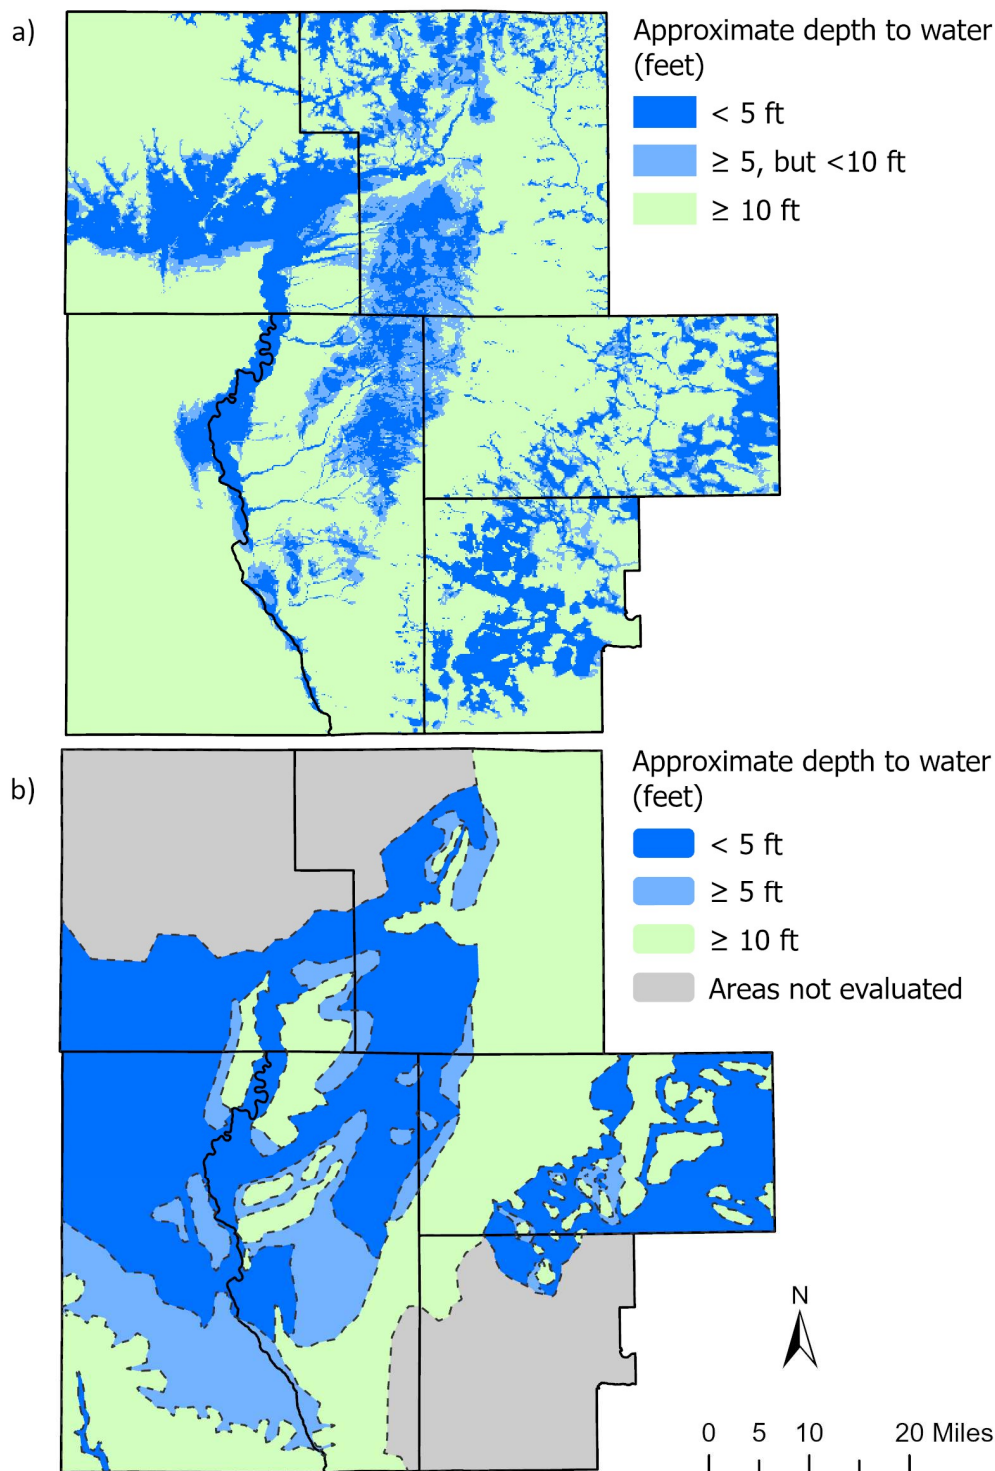 a)
Approximate depth to water
(feet)
< 5 ft
≥ 5, but <10 ft
≥ 10 ft
b)
Approximate depth to water
(feet)
< 5 ft
≥ 5 ft
≥ 10 ft
Areas not evaluated
N
0 5 10 20 Miles